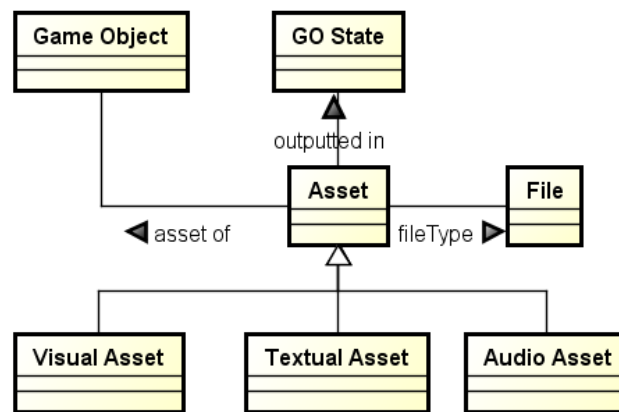 Game Object
GO State
outputted in
Asset
File
asset of
fileType
Visual Asset
Textual Asset
Audio Asset